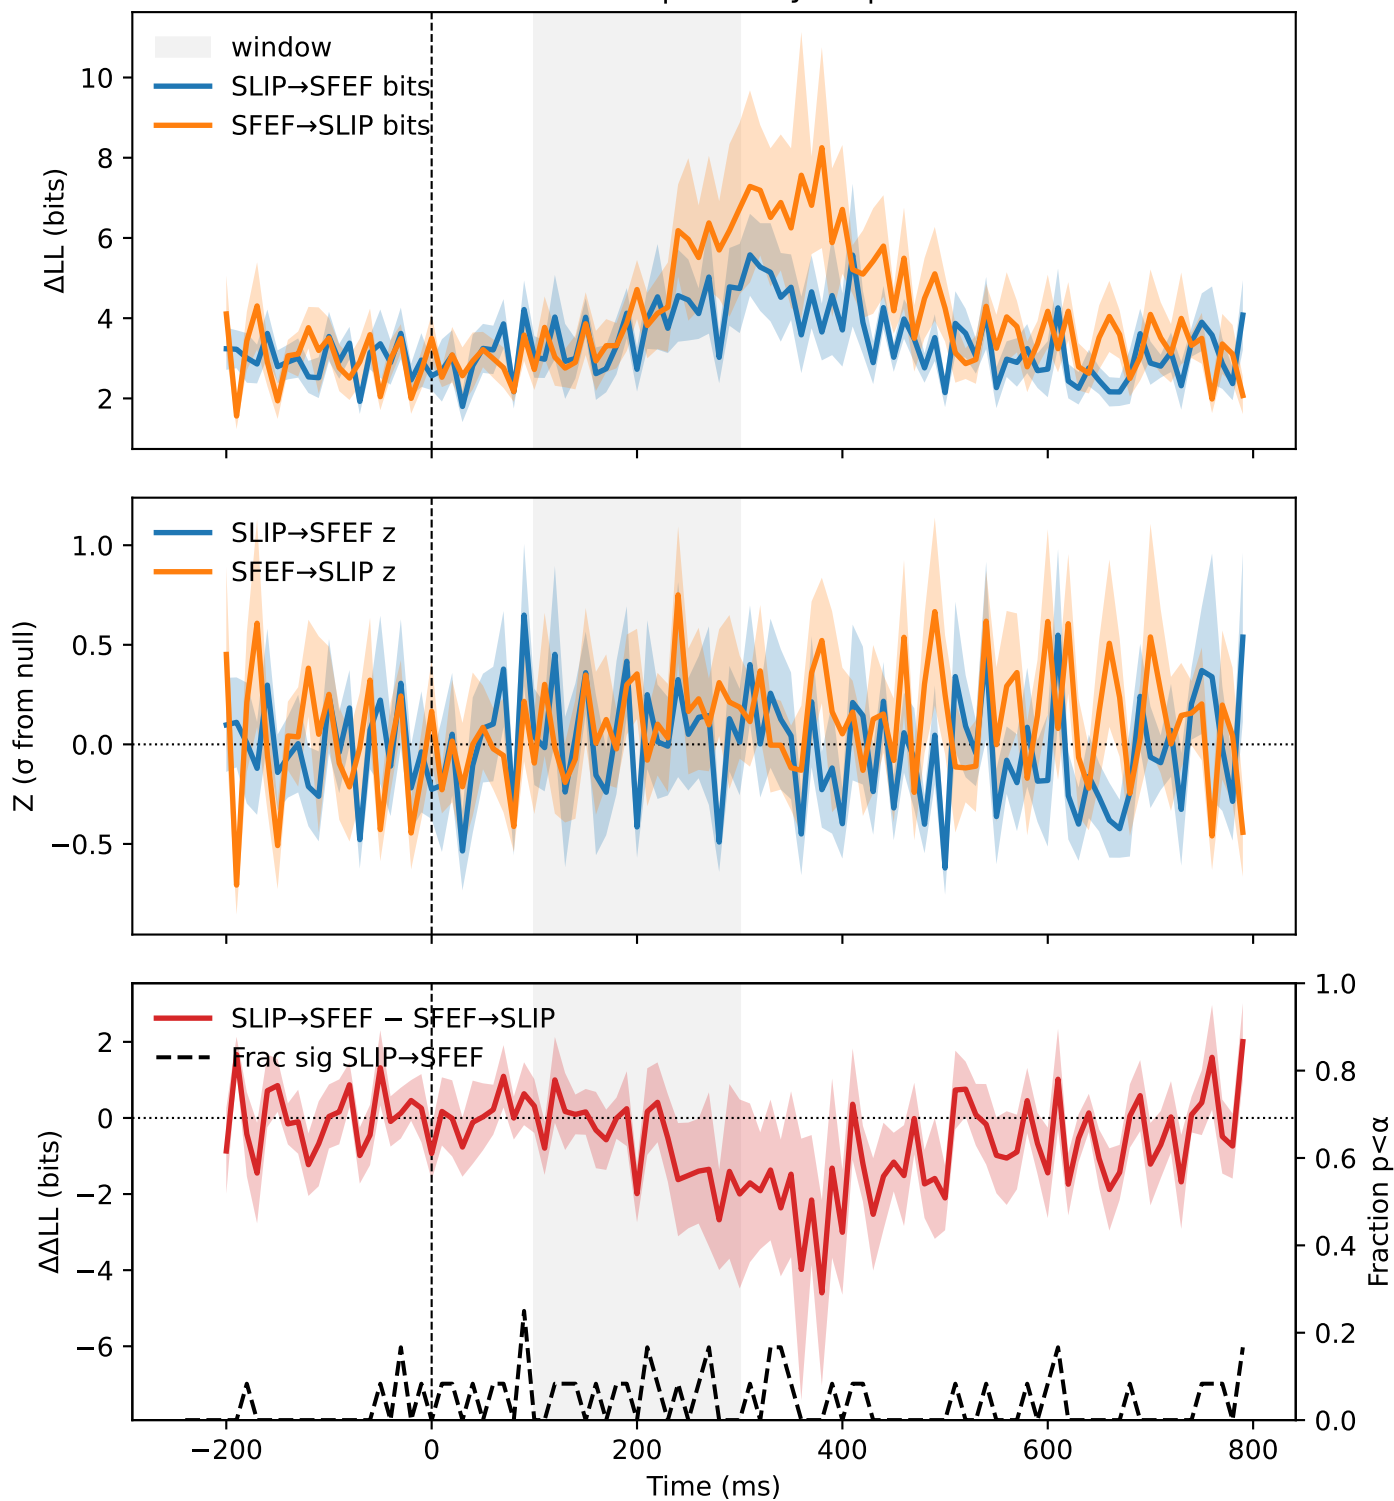 window
SLIP→SFEF bits
SFEF→SLIP bits
10
8
6
4
2
ΔLL (bits)
SLIP→SFEF z
SFEF→SLIP z
1.0
0.5
0.0
−0.5
Z (σ from null)
SLIP→SFEF − SFEF→SLIP
Frac sig SLIP→SFEF
2
0
−2
−4
−6
ΔΔLL (bits)
1.0
0.8
0.6
0.4
0.2
0.0
Fraction p<α
−200
0
200
400
600
800
Time (ms)